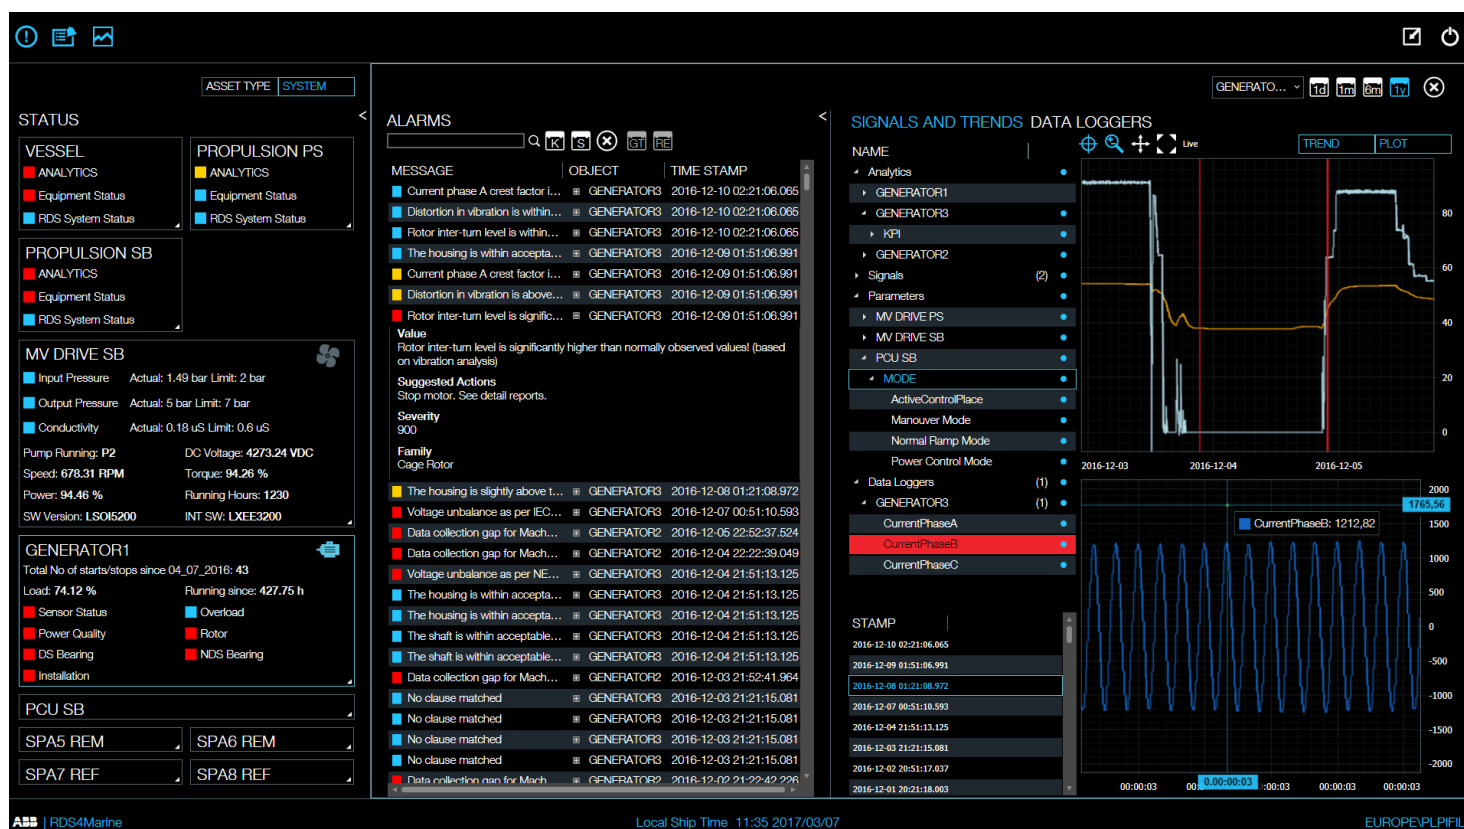 ASSET TYPE SYSTEM
GENERATO... 1d 1m 6m 1y
STATUS <
VESSEL
ANALYTICS
Equipment Status
RDS System Status
PROPULSION PS
ANALYTICS
Equipment Status
RDS System Status
PROPULSION SB
ANALYTICS
Equipment Status
RDS System Status
MV DRIVE SB
Input Pressure Actual: 1.49 bar Limit: 2 bar
Output Pressure Actual: 5 bar Limit: 7 bar
Conductivity Actual: 0.18 uS Limit: 0.6 uS
Pump Running: P2 DC Voltage: 4273.24 VDC
Speed: 678.31 RPM Torque: 94.26 %
Power: 94.46 % Running Hours: 1230
SW Version: LSOI5200 INT SW: LXEE3200
GENERATOR1
Total No of starts/stops since 04_07_2016: 43
Load: 74.12 % Running since: 427.75 h
Sensor Status Overload
Power Quality Rotor
DS Bearing NDS Bearing
Installation
PCU SB
SPA5 REM SPA6 REM
SPA7 REF SPA8 REF
ALARMS <
K S GT RE
MESSAGE OBJECT TIME STAMP
Current phase A crest factor i... GENERATOR3 2016-12-10 02:21:06.065
Distortion in vibration is within... GENERATOR3 2016-12-10 02:21:06.065
Rotor inter-turn level is within... GENERATOR3 2016-12-10 02:21:06.065
The housing is within accepta... GENERATOR3 2016-12-09 01:51:06.991
Current phase A crest factor i... GENERATOR3 2016-12-09 01:51:06.991
Distortion in vibration is above... GENERATOR3 2016-12-09 01:51:06.991
Rotor inter-turn level is signific... GENERATOR3 2016-12-09 01:51:06.991
Value
Rotor inter-turn level is significantly higher than normally observed values! (based
on vibration analysis)
Suggested Actions
Stop motor. See detail reports.
Severity
900
Family
Cage Rotor
The housing is slightly above t... GENERATOR3 2016-12-08 01:21:08.972
Voltage unbalance as per IEC... GENERATOR3 2016-12-07 00:51:10.593
Data collection gap for Mach... GENERATOR2 2016-12-05 22:52:37.524
Data collection gap for Mach... GENERATOR2 2016-12-04 22:22:39.049
Voltage unbalance as per NE... GENERATOR3 2016-12-04 21:51:13.125
The housing is within accepta... GENERATOR3 2016-12-04 21:51:13.125
The housing is within accepta... GENERATOR3 2016-12-04 21:51:13.125
The shaft is within acceptable... GENERATOR3 2016-12-04 21:51:13.125
The shaft is within acceptable... GENERATOR3 2016-12-04 21:51:13.125
Data collection gap for Mach... GENERATOR2 2016-12-03 21:52:41.964
No clause matched GENERATOR3 2016-12-03 21:21:15.081
No clause matched GENERATOR3 2016-12-03 21:21:15.081
No clause matched GENERATOR3 2016-12-03 21:21:15.081
No clause matched GENERATOR3 2016-12-03 21:21:15.081
Data collection gap for Mach... GENERATOR2 2016-12-02 21:22:42.226
SIGNALS AND TRENDS DATA LOGGERS
NAME
Analytics
GENERATOR1
GENERATOR3
KPI
GENERATOR2
Signals (2)
Parameters
MV DRIVE PS
MV DRIVE SB
PCU SB
MODE
ActiveControlPlace
Manouver Mode
Normal Ramp Mode
Power Control Mode
Data Loggers (1)
GENERATOR3 (1)
CurrentPhaseA
CurrentPhaseB
CurrentPhaseC
STAMP
2016-12-10 02:21:06.065
2016-12-09 01:51:06.991
2016-12-08 01:21:08.972
2016-12-07 00:51:10.593
2016-12-04 21:51:13.125
2016-12-03 21:21:15.081
2016-12-02 20:51:17.037
2016-12-01 20:21:18.003
Live TREND PLOT
80
60
40
20
0
2016-12-03 2016-12-04 2016-12-05
2000
1765,56
CurrentPhaseB: 1212,82
1500
1000
500
0
-500
-1000
-1500
-2000
00:00:03 00: 0.00:00:03 :00:03 00:00:03 00:00:03
ABB | RDS4Marine
Local Ship Time 11:35 2017/03/07
EUROPE\PLPIFIL